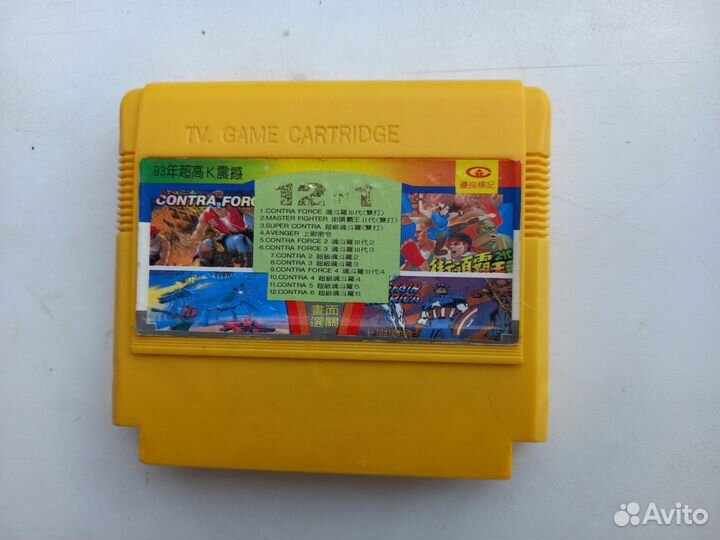 TV. GAME CARTRIDGE
93年超高K震撼
12 IN 1
優良標記
CONTRA FORC
1.CONTRA FORCE 魂斗羅Ⅲ代(雙打)
2.MASTER FIGHTER 街頭霸王Ⅱ代(雙打)
3.SUPER CONTRA 超級魂斗羅(雙打)
4.AVENGER 上尉密令
5.CONTRA FORCE 2 魂斗羅Ⅲ代2
6.CONTRA FORCE 3 魂斗羅Ⅲ代3
7.CONTRA 2 超級魂斗羅2
8.CONTRA 3 超級魂斗羅3
9.CONTRA FORCE 4 魂斗羅Ⅲ代4
10.CONTRA 4 超級魂斗羅4
11.CONTRA 5 超級魂斗羅5
12.CONTRA 6 超級魂斗羅6
街頭霸王 2代
畫面
選關
上尉密令
Avito